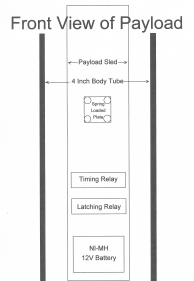 Front View of Payload
Payload Sled
4 Inch Body Tube
Spring
Loaded
Plate
Timing Relay
Latching Relay
NI-MH
12V Battery